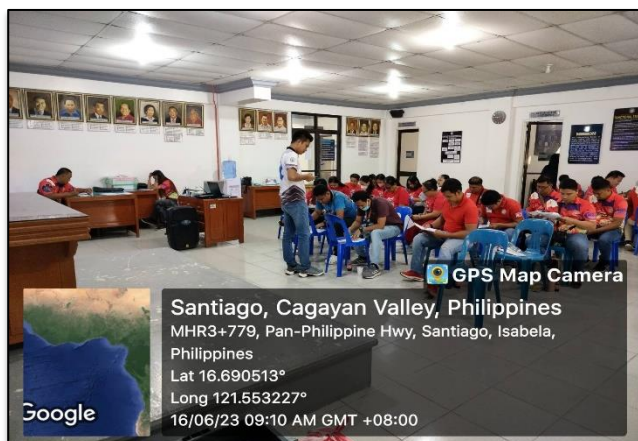 GPS Map Camera
Santiago, Cagayan Valley, Philippines
MHR3+779, Pan-Philippine Hwy, Santiago, Isabela,
Philippines
Lat 16.690513°
Long 121.553227°
16/06/23 09:10 AM GMT +08:00
Google